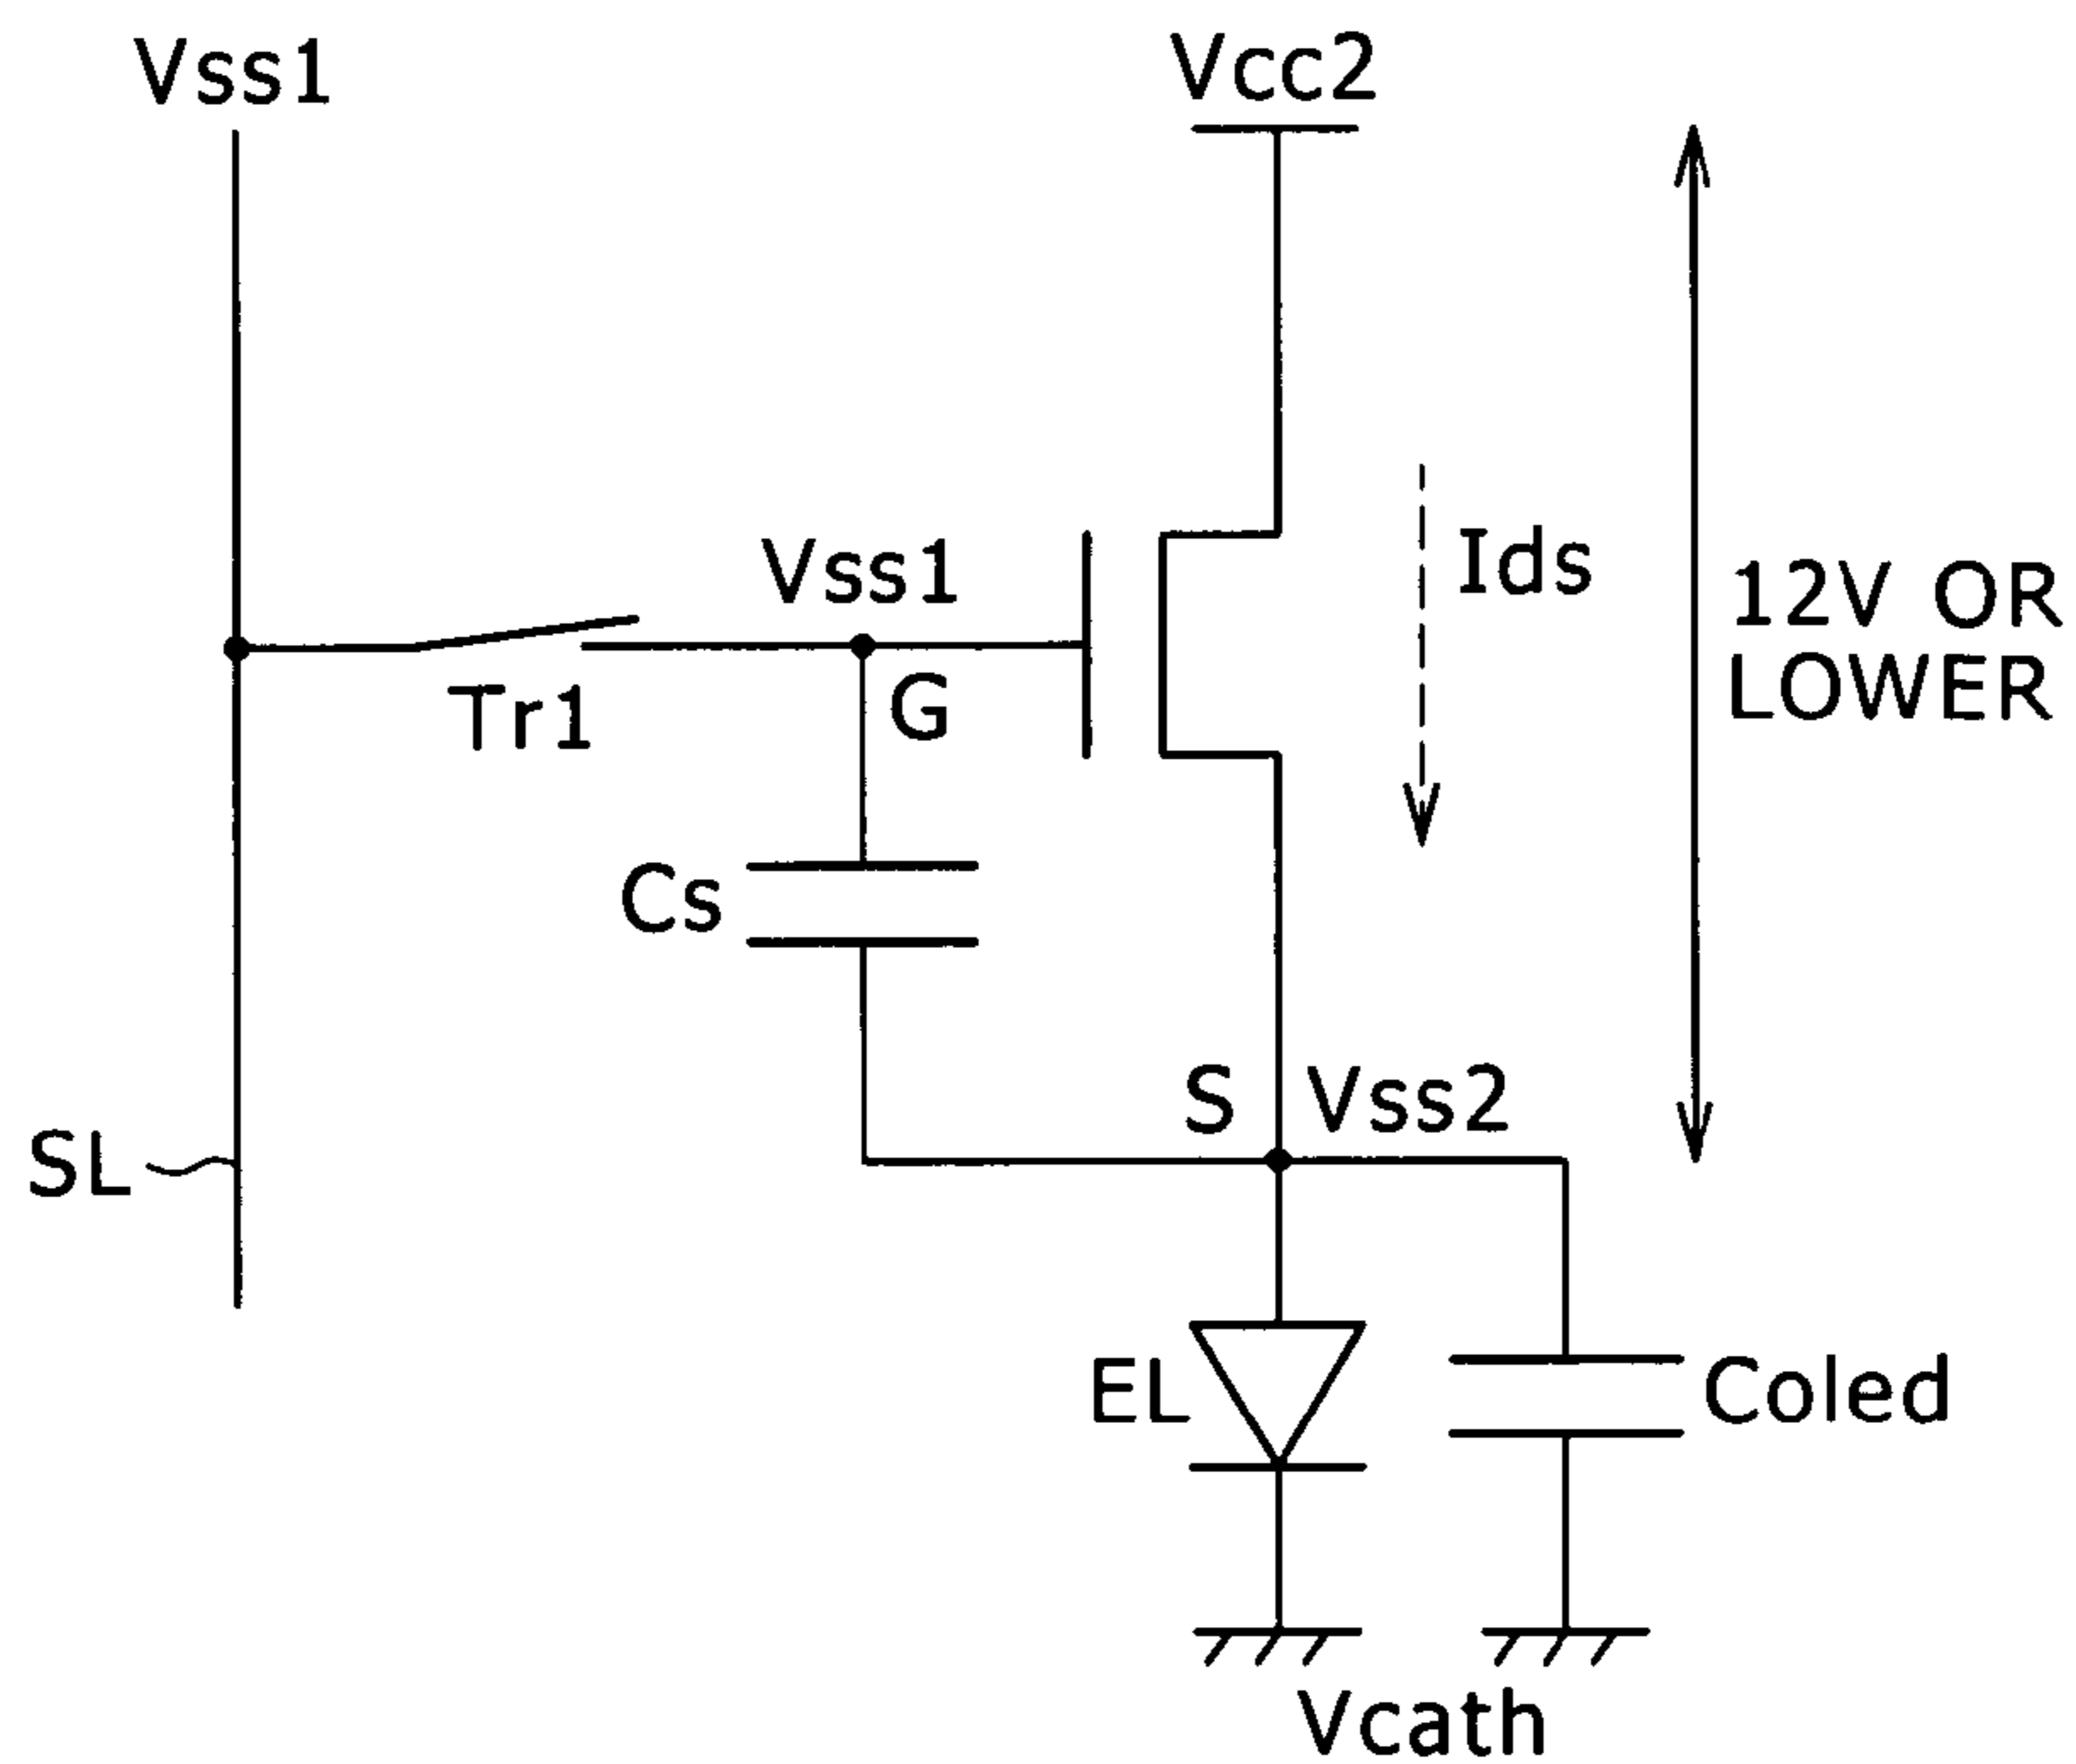 Vss1
Vcc2
Vss1
Ids
12V OR
LOWER
Tr1
G
Cs
S
Vss2
SL
EL
Coled
Vcath